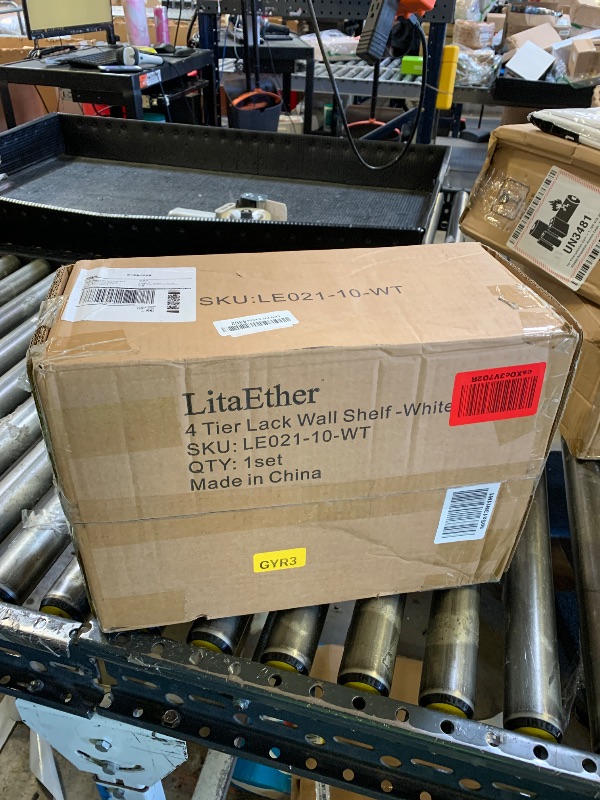 SKU:LE021-10-WT
LitaEther
4 Tier Lack Wall Shelf -White
SKU: LE021-10-WT
QTY: 1set
Made in China
GYR3
UN3481